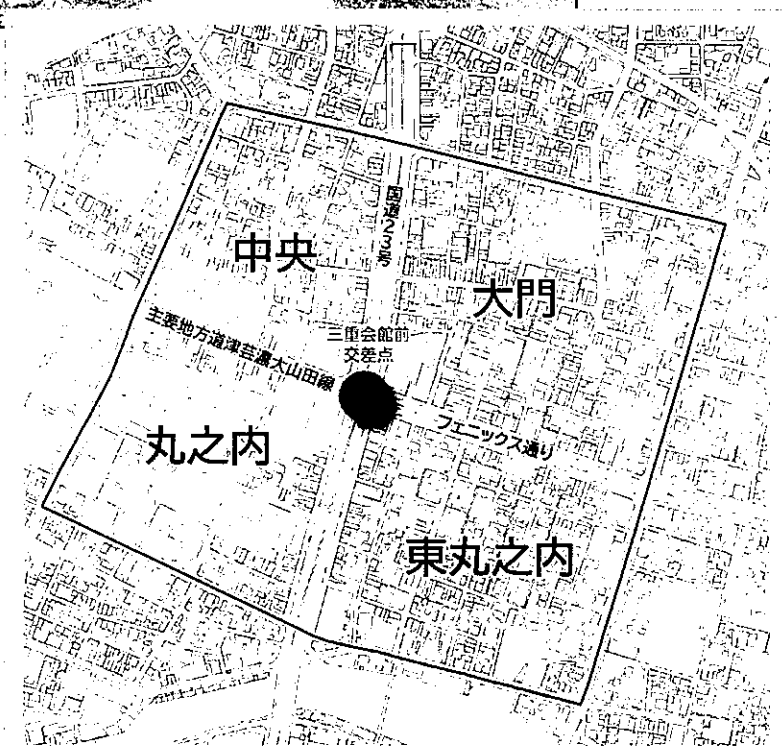 国道23号
中央
大門
主要地方道津芸濃大山田線
三重会館前
交差点
丸之内
フェニックス通り
東丸之内